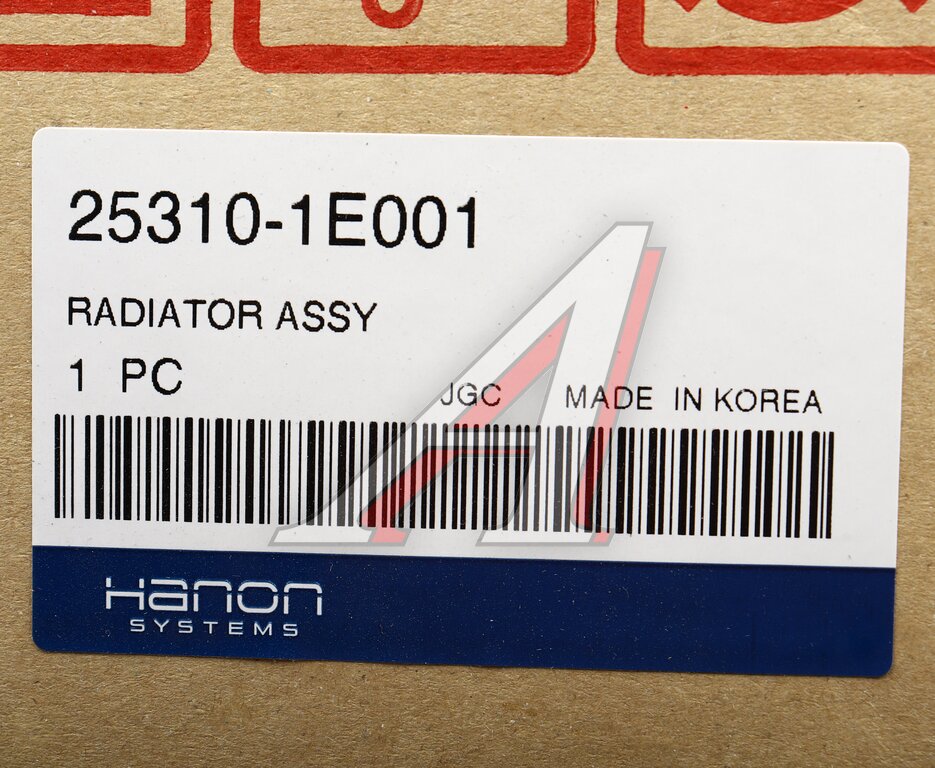 25310-1E001
RADIATOR ASSY
1 PC
JGC MADE IN KOREA
Hanon
SYSTEMS